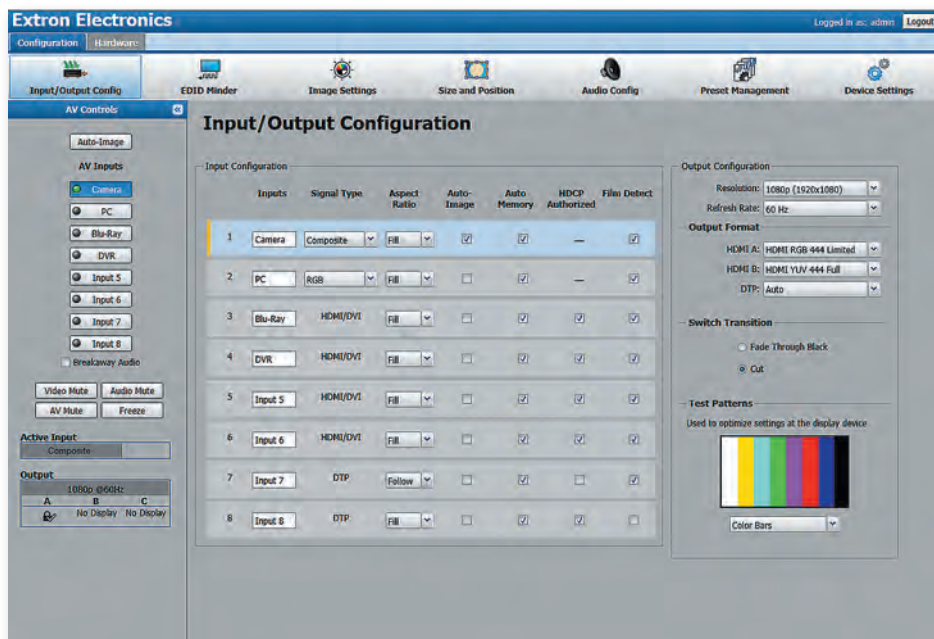 Extron Electronics
Logged in as: admin Logout
Configuration Hardware
Input/Output Config EDID Minder Image Settings Size and Position Audio Config Preset Management Device Settings
AV Controls
Auto-Image
AV Inputs
Camera
PC
Blu-Ray
DVR
Input 5
Input 6
Input 7
Input 8
Breakaway Audio
Video Mute Audio Mute
AV Mute Freeze
Active Input
Composite
Output
1080p @60Hz
A B C
No Display No Display
Input/Output Configuration
Input Configuration
Inputs Signal Type Aspect Ratio Auto-Image Auto Memory HDCP Authorized Film Detect
1 Camera Composite Fill —
2 PC RGB Fill —
3 Blu-Ray HDMI/DVI Fill
4 DVR HDMI/DVI Fill
5 Input 5 HDMI/DVI Fill
6 Input 6 HDMI/DVI Fill
7 Input 7 DTP Follow
8 Input 8 DTP Fill
Output Configuration
Resolution: 1080p (1920x1080)
Refresh Rate: 60 Hz
Output Format
HDMI A: HDMI RGB 444 Limited
HDMI B: HDMI YUV 444 Full
DTP: Auto
Switch Transition
Fade Through Black
Cut
Test Patterns
Used to optimize settings at the display device
Color Bars